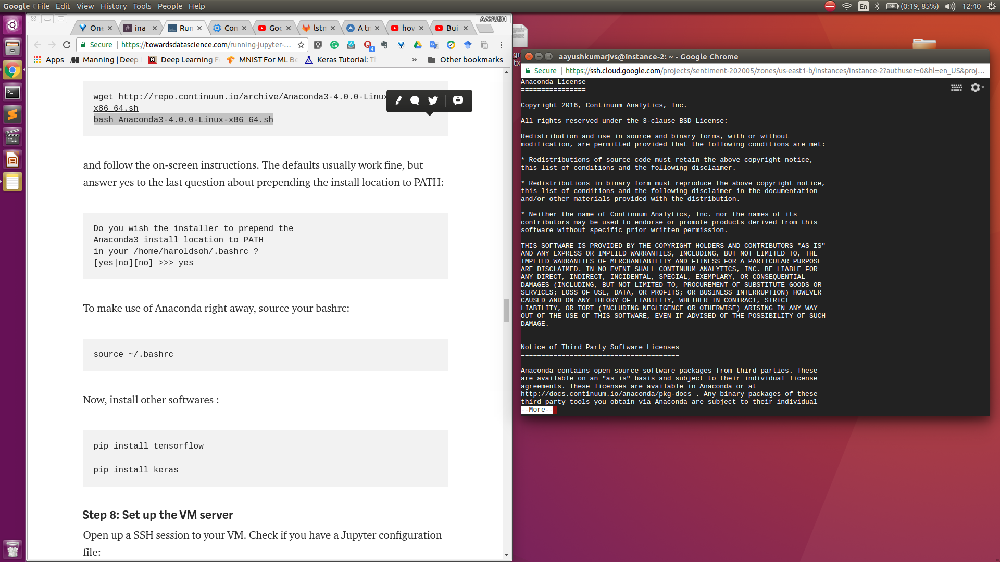 Google
File Edit View History Tools People Help
En
(0:19, 85%)
12:40
AAYUSH
One
ina
Run
Con
Goo
lstm
A tr
hov
Buil
Secure
https://towardsdatascience.com/running-jupyter-...
4
Apps
Manning | Deep
Deep Learning F
MNIST For ML Be
Keras Tutorial: Th
»
Other bookmarks
wget http://repo.continuum.io/archive/Anaconda3-4.0.0-Linux
x86_64.sh
bash Anaconda3-4.0.0-Linux-x86_64.sh
and follow the on-screen instructions. The defaults usually work fine, but
answer yes to the last question about prepending the install location to PATH:
Do you wish the installer to prepend the
Anaconda3 install location to PATH
in your /home/haroldsoh/.bashrc ?
[yes|no][no] >>> yes
To make use of Anaconda right away, source your bashrc:
source ~/.bashrc
Now, install other softwares :
pip install tensorflow
pip install keras
Step 8: Set up the VM server
Open up a SSH session to your VM. Check if you have a Jupyter configuration
file:
gr
tx
aayushkumarjvs@instance-2: ~ - Google Chrome
Secure
https://ssh.cloud.google.com/projects/sentiment-202005/zones/us-east1-b/instances/instance-2?authuser=0&hl=en_US&proj...
Anaconda License
================
Copyright 2016, Continuum Analytics, Inc.
All rights reserved under the 3-clause BSD License:
Redistribution and use in source and binary forms, with or without
modification, are permitted provided that the following conditions are met:
* Redistributions of source code must retain the above copyright notice,
this list of conditions and the following disclaimer.
* Redistributions in binary form must reproduce the above copyright notice,
this list of conditions and the following disclaimer in the documentation
and/or other materials provided with the distribution.
* Neither the name of Continuum Analytics, Inc. nor the names of its
contributors may be used to endorse or promote products derived from this
software without specific prior written permission.
THIS SOFTWARE IS PROVIDED BY THE COPYRIGHT HOLDERS AND CONTRIBUTORS "AS IS"
AND ANY EXPRESS OR IMPLIED WARRANTIES, INCLUDING, BUT NOT LIMITED TO, THE
IMPLIED WARRANTIES OF MERCHANTABILITY AND FITNESS FOR A PARTICULAR PURPOSE
ARE DISCLAIMED. IN NO EVENT SHALL CONTINUUM ANALYTICS, INC. BE LIABLE FOR
ANY DIRECT, INDIRECT, INCIDENTAL, SPECIAL, EXEMPLARY, OR CONSEQUENTIAL
DAMAGES (INCLUDING, BUT NOT LIMITED TO, PROCUREMENT OF SUBSTITUTE GOODS OR
SERVICES; LOSS OF USE, DATA, OR PROFITS; OR BUSINESS INTERRUPTION) HOWEVER
CAUSED AND ON ANY THEORY OF LIABILITY, WHETHER IN CONTRACT, STRICT
LIABILITY, OR TORT (INCLUDING NEGLIGENCE OR OTHERWISE) ARISING IN ANY WAY
OUT OF THE USE OF THIS SOFTWARE, EVEN IF ADVISED OF THE POSSIBILITY OF SUCH
DAMAGE.
Notice of Third Party Software Licenses
=======================================
Anaconda contains open source software packages from third parties. These
are available on an "as is" basis and subject to their individual license
agreements. These licenses are available in Anaconda or at
http://docs.continuum.io/anaconda/pkg-docs . Any binary packages of these
third party tools you obtain via Anaconda are subject to their individual
--More--